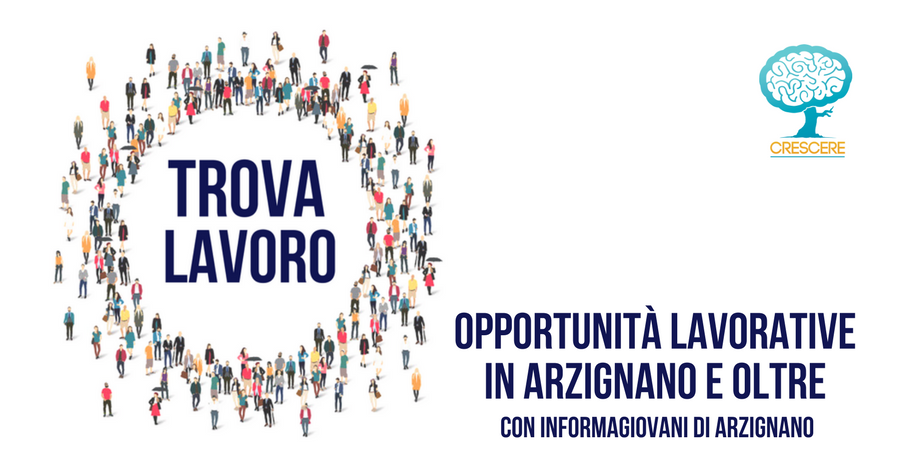 TROVA
LAVORO
CRESCERE
OPPORTUNITÀ LAVORATIVE
IN ARZIGNANO E OLTRE
CON INFORMAGIOVANI DI ARZIGNANO